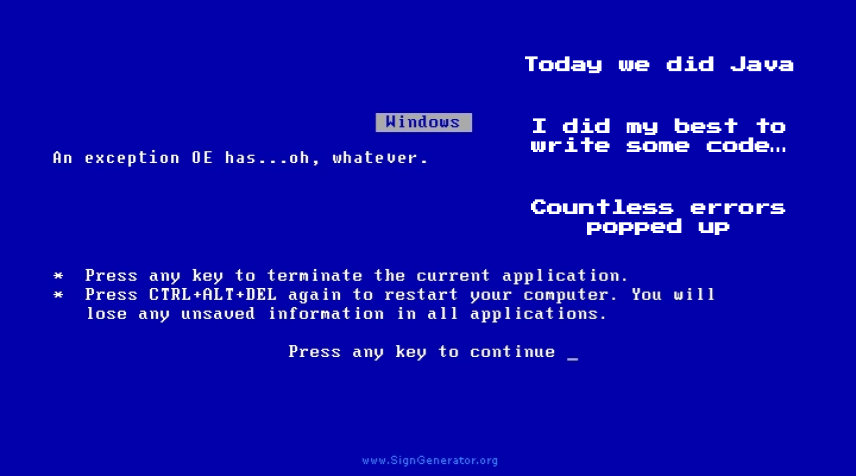 Today we did Java
Windows
I did my best to
write some code...
An exception OE has...oh, whatever.
Countless errors
popped up
* Press any key to terminate the current application.
* Press CTRL+ALT+DEL again to restart your computer. You will
lose any unsaved information in all applications.
Press any key to continue _
www.SignGenerator.org